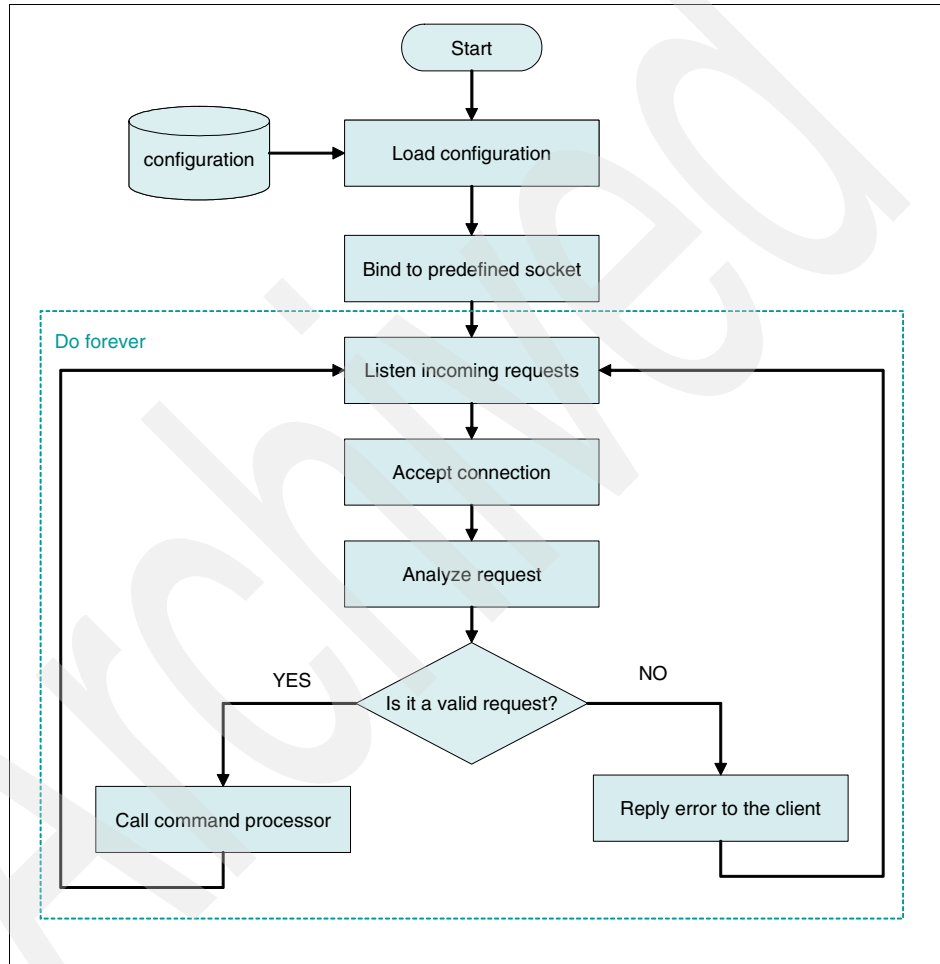 Start
configuration
Load configuration
Bind to predefined socket
Do forever
Listen incoming requests
Accept connection
Analyze request
YES
Is it a valid request?
NO
Call command processor
Reply error to the client
Archived